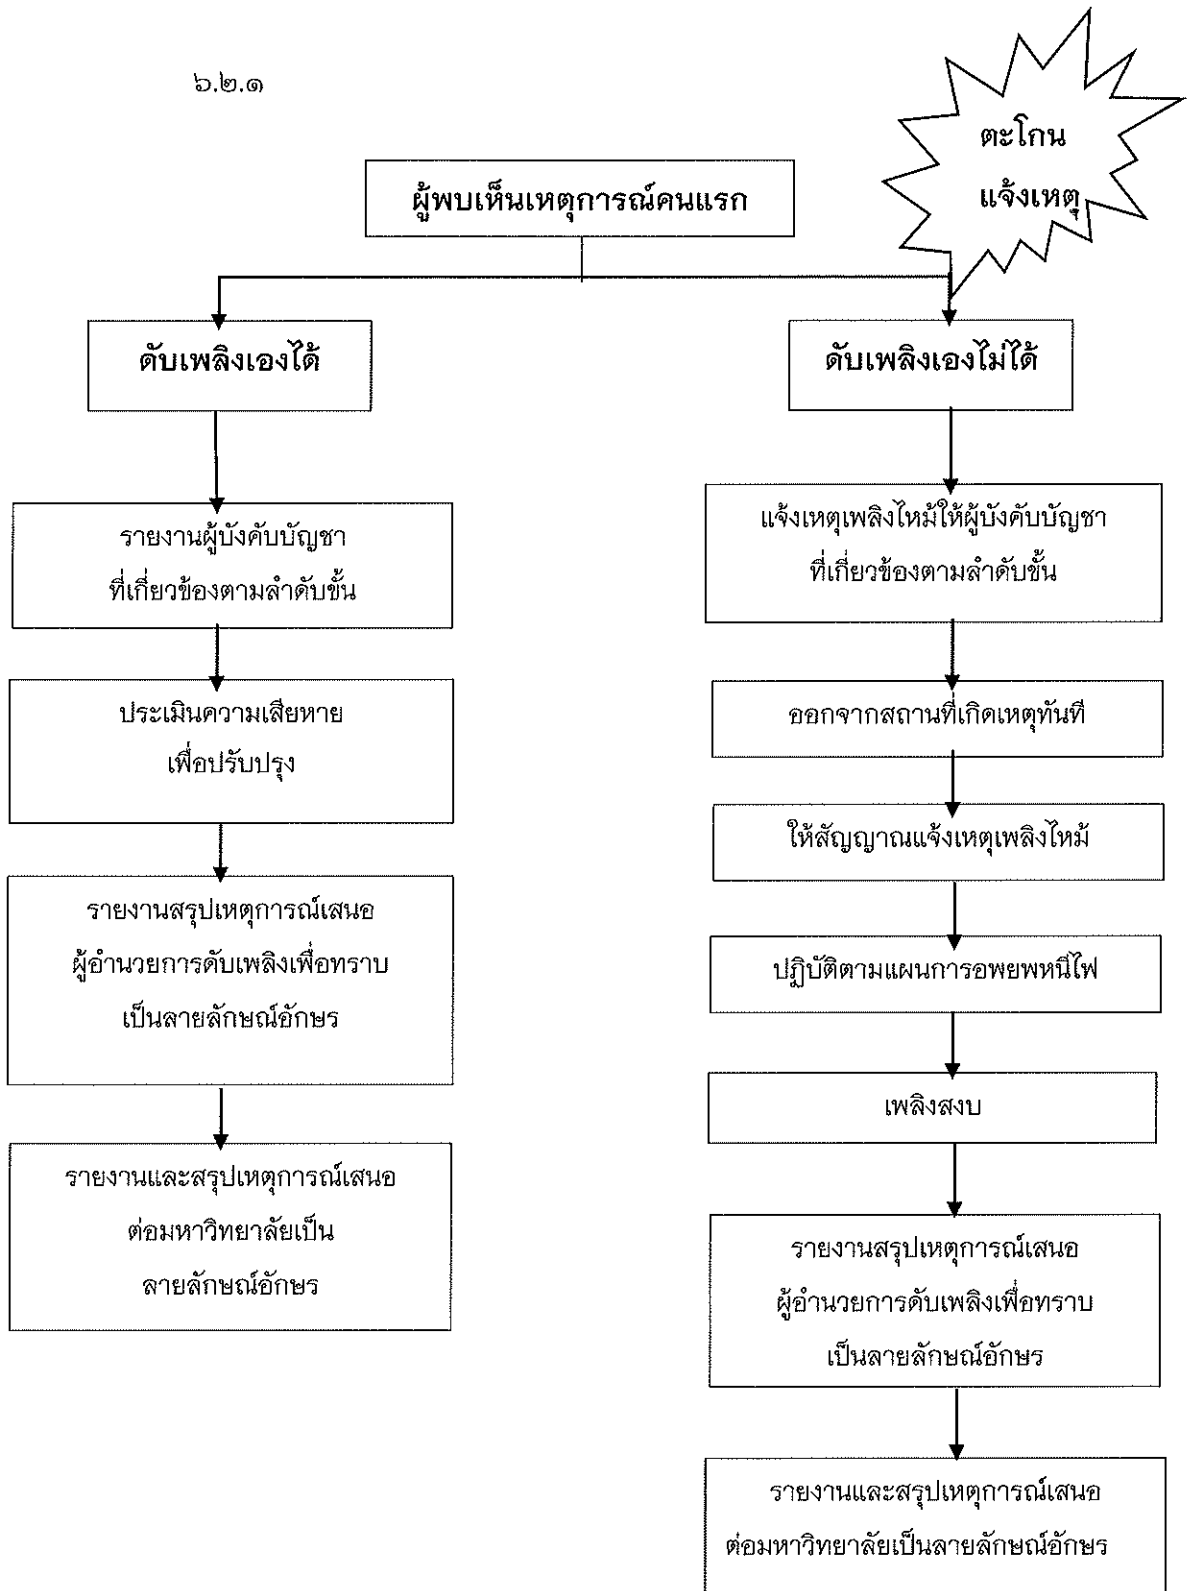 ๖.๒.๑
ตะโกน
แจ้งเหตุ
ผู้พบเห็นเหตุการณ์คนแรก
ดับเพลิงเองได้
รายงานผู้บังคับบัญชา
ที่เกี่ยวข้องตามลำดับขั้น
ประเมินความเสียหาย
เพื่อปรับปรุง
รายงานสรุปเหตุการณ์เสนอ
ผู้อำนวยการดับเพลิงเพื่อทราบ
เป็นลายลักษณ์อักษร
รายงานและสรุปเหตุการณ์เสนอ
ต่อมหาวิทยาลัยเป็น
ลายลักษณ์อักษร
ดับเพลิงเองไม่ได้
แจ้งเหตุเพลิงไหม้ให้ผู้บังคับบัญชา
ที่เกี่ยวข้องตามลำดับขั้น
ออกจากสถานที่เกิดเหตุทันที
ให้สัญญาณแจ้งเหตุเพลิงไหม้
ปฏิบัติตามแผนการอพยพหนีไฟ
เพลิงสงบ
รายงานสรุปเหตุการณ์เสนอ
ผู้อำนวยการดับเพลิงเพื่อทราบ
เป็นลายลักษณ์อักษร
รายงานและสรุปเหตุการณ์เสนอ
ต่อมหาวิทยาลัยเป็นลายลักษณ์อักษร